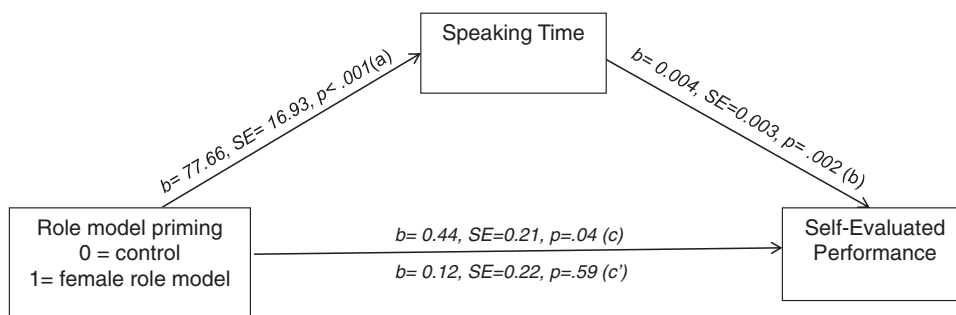 Speaking Time
b= 77.66, SE= 16.93, p< .001(a)
b= 0.004, SE=0.003, p= .002 (b)
Role model priming
0 = control
1= female role model
b= 0.44, SE=0.21, p=.04 (c)
b= 0.12, SE=0.22, p=.59 (c’)
Self-Evaluated
Performance